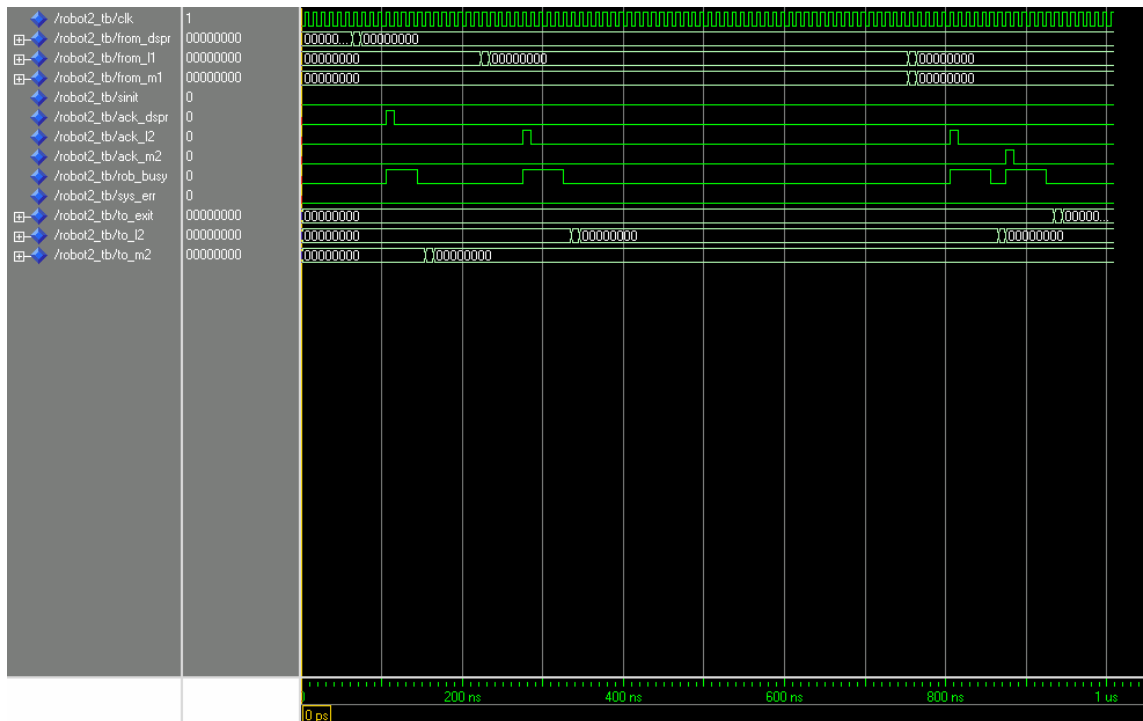 /robot2_tb/clk 1
/robot2_tb/from_dspr 00000000 00000... 00000000
/robot2_tb/from_l1 00000000 00000000 00000000 00000000
/robot2_tb/from_m1 00000000 00000000 00000000
/robot2_tb/sinit 0
/robot2_tb/ack_dspr 0
/robot2_tb/ack_l2 0
/robot2_tb/ack_m2 0
/robot2_tb/rob_busy 0
/robot2_tb/sys_err 0
/robot2_tb/to_exit 00000000 00000000 00000...
/robot2_tb/to_l2 00000000 00000000 00000000 00000000
/robot2_tb/to_m2 00000000 00000000 00000000
200 ns 400 ns 600 ns 800 ns 1 us
0 ps